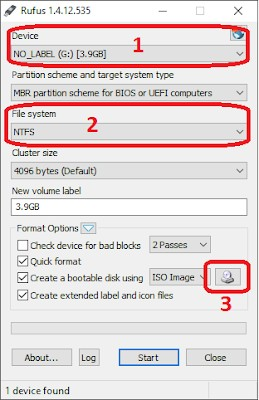 Rufus 1.4.12.535
Device
1
NO_LABEL (G:) [3.9GB]
Partition scheme and target system type
MBR partition scheme for BIOS or UEFI computers
File system
2
NTFS
Cluster size
4096 bytes (Default)
New volume label
3.9GB
Format Options
Check device for bad blocks 2 Passes
Quick format
Create a bootable disk using ISO Image
Create extended label and icon files
3
About... Log Start Close
1 device found